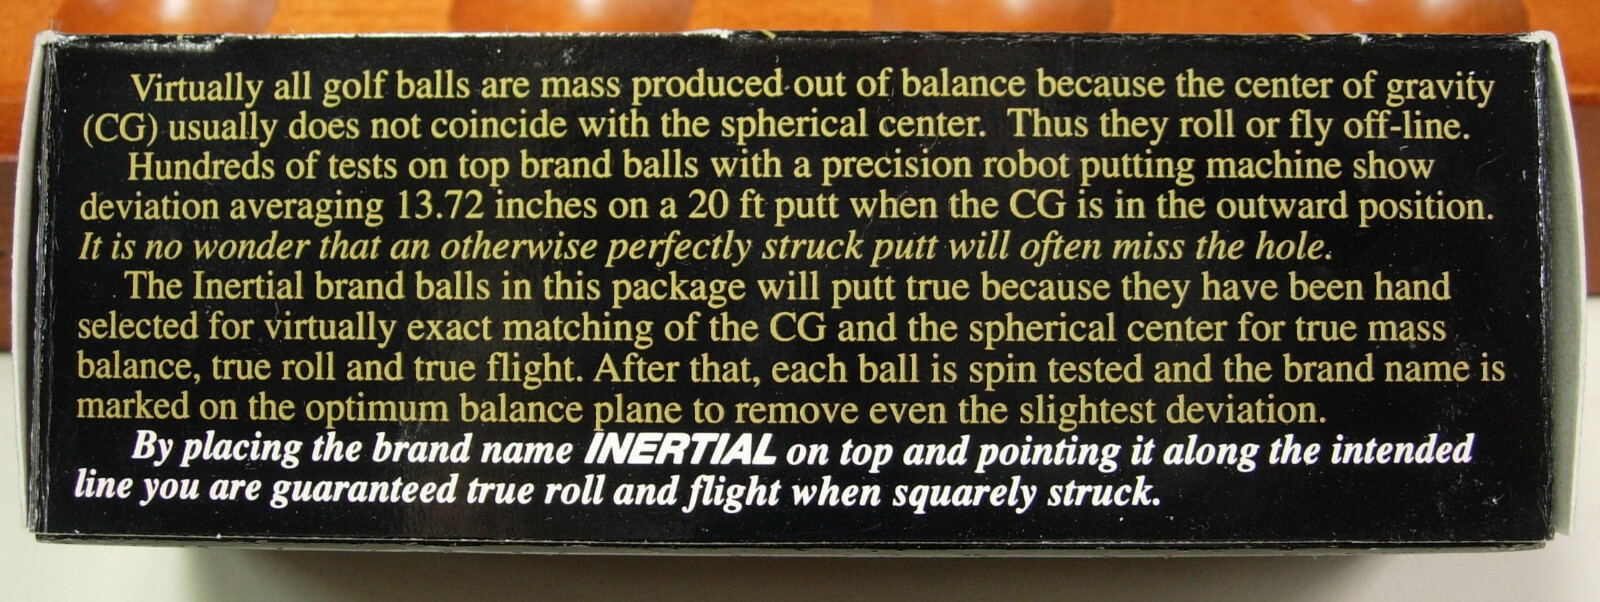 Virtually all golf balls are mass produced out of balance because the center of gravity
(CG) usually does not coincide with the spherical center. Thus they roll or fly off-line.
Hundreds of tests on top brand balls with a precision robot putting machine show
deviation averaging 13.72 inches on a 20 ft putt when the CG is in the outward position.
It is no wonder that an otherwise perfectly struck putt will often miss the hole.
The Inertial brand balls in this package will putt true because they have been hand
selected for virtually exact matching of the CG and the spherical center for true mass
balance, true roll and true flight. After that, each ball is spin tested and the brand name is
marked on the optimum balance plane to remove even the slightest deviation.
By placing the brand name INERTIAL on top and pointing it along the intended
line you are guaranteed true roll and flight when squarely struck.